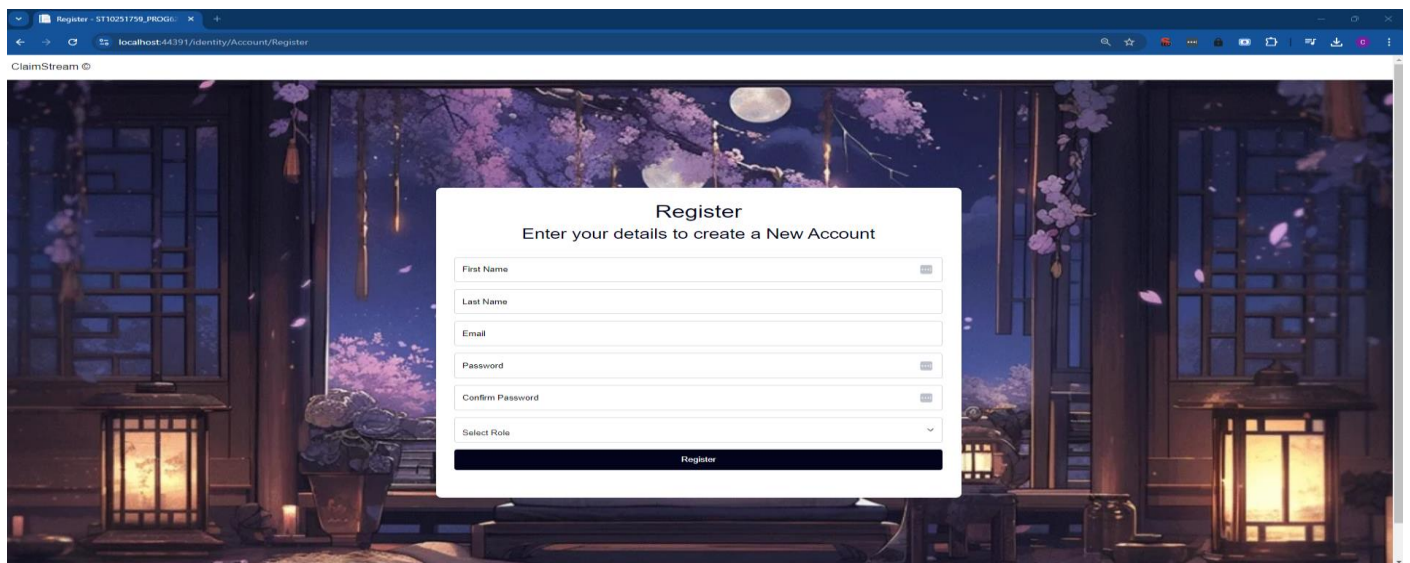 Register - ST10251759_PROG6
localhost:44391/identity/Account/Register
ClaimStream ©
Register
Enter your details to create a New Account
First Name
Last Name
Email
Password
Confirm Password
Select Role
Register